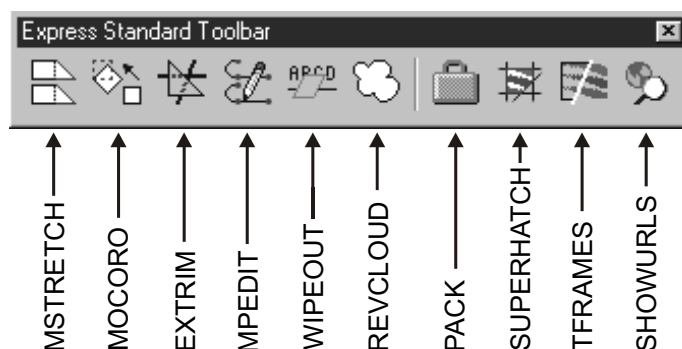 Express Standard Toolbar
ABCD
MSTRETCH
MOCORO
EXTRIM
MPEDIT
WIPEOUT
REVCLOUD
PACK
SUPERHATCH
TFRAMES
SHOWURLS